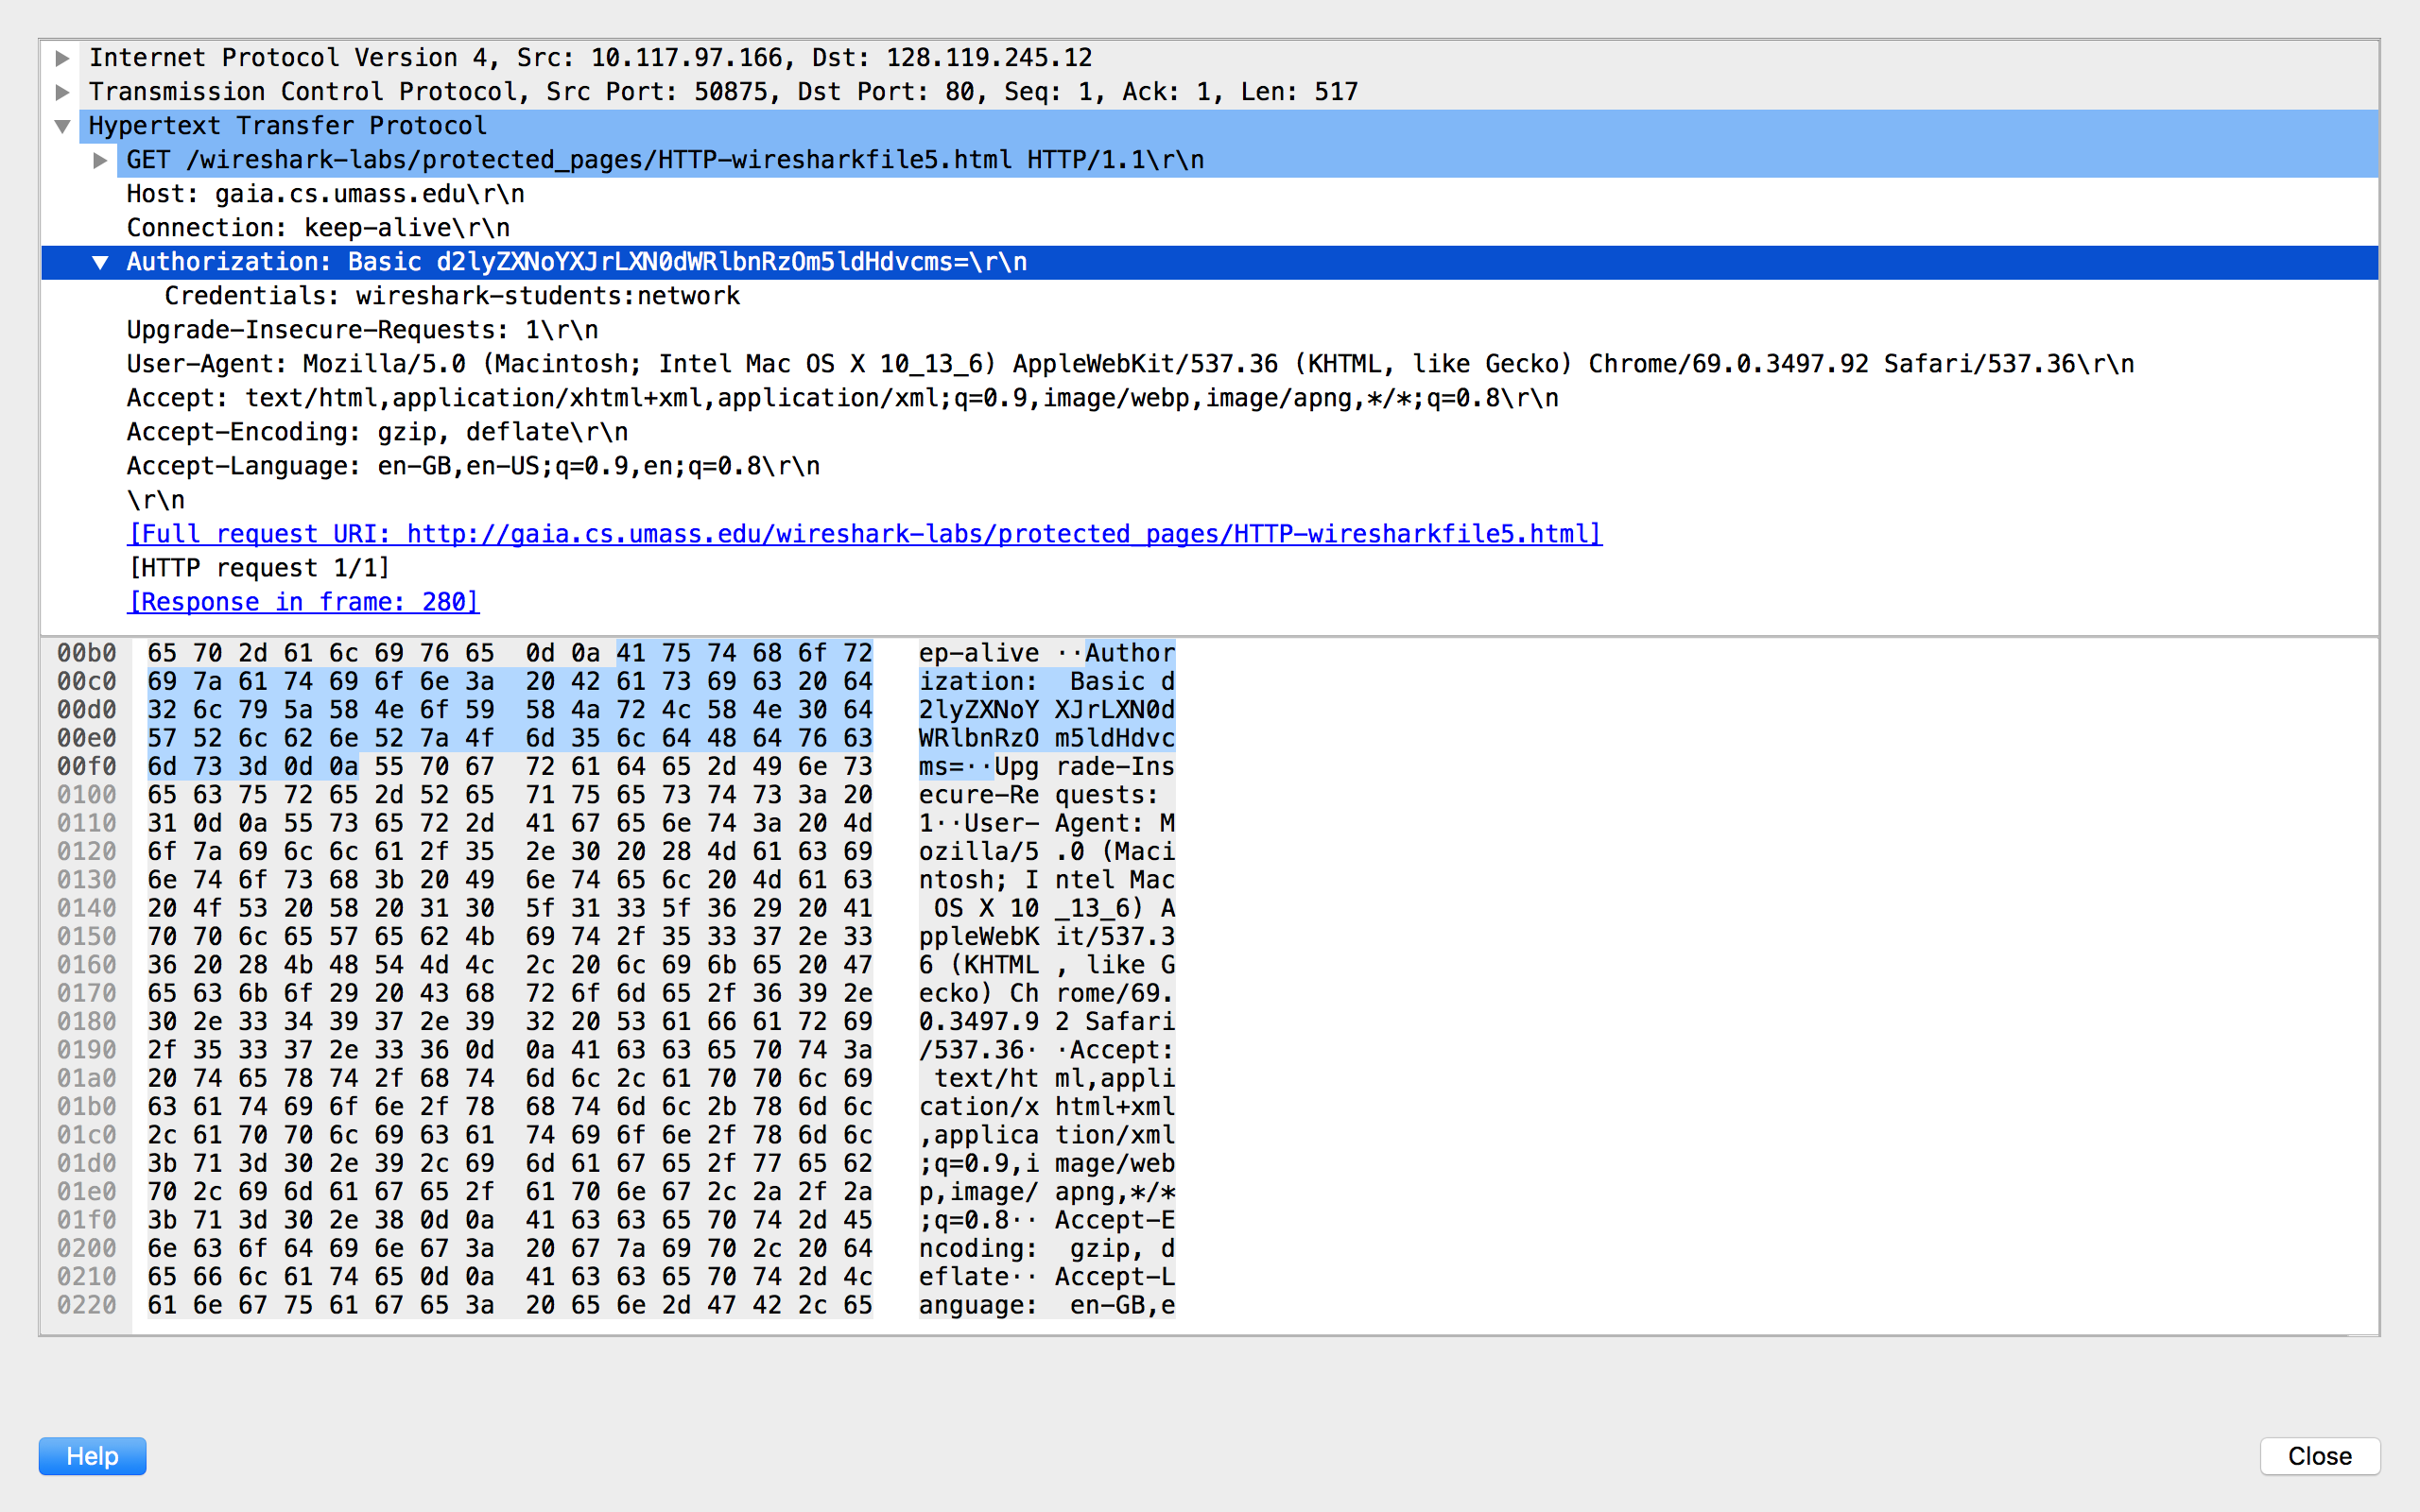 Internet Protocol Version 4, Src: 10.117.97.166, Dst: 128.119.245.12
Transmission Control Protocol, Src Port: 50875, Dst Port: 80, Seq: 1, Ack: 1, Len: 517
Hypertext Transfer Protocol
GET /wireshark-labs/protected_pages/HTTP-wiresharkfile5.html HTTP/1.1\r\n
Host: gaia.cs.umass.edu\r\n
Connection: keep-alive\r\n
Authorization: Basic d2lyZXNoYXJrLXN0dWRlbnRzOm5ldHdvcms=\r\n
Credentials: wireshark-students:network
Upgrade-Insecure-Requests: 1\r\n
User-Agent: Mozilla/5.0 (Macintosh; Intel Mac OS X 10_13_6) AppleWebKit/537.36 (KHTML, like Gecko) Chrome/69.0.3497.92 Safari/537.36\r\n
Accept: text/html,application/xhtml+xml,application/xml;q=0.9,image/webp,image/apng,*/*;q=0.8\r\n
Accept-Encoding: gzip, deflate\r\n
Accept-Language: en-GB,en-US;q=0.9,en;q=0.8\r\n
\r\n
[Full request URI: http://gaia.cs.umass.edu/wireshark-labs/protected_pages/HTTP-wiresharkfile5.html]
[HTTP request 1/1]
[Response in frame: 280]
00b0 65 70 2d 61 6c 69 76 65 0d 0a 41 75 74 68 6f 72 ep-alive ··Author
00c0 69 7a 61 74 69 6f 6e 3a 20 42 61 73 69 63 20 64 ization: Basic d
00d0 32 6c 79 5a 58 4e 6f 59 58 4a 72 4c 58 4e 30 64 2lyZXNoY XJrLXN0d
00e0 57 52 6c 62 6e 52 7a 4f 6d 35 6c 64 48 64 76 63 WRlbnRzO m5ldHdvc
00f0 6d 73 3d 0d 0a 55 70 67 72 61 64 65 2d 49 6e 73 ms=··Upg rade-Ins
0100 65 63 75 72 65 2d 52 65 71 75 65 73 74 73 3a 20 ecure-Re quests:
0110 31 0d 0a 55 73 65 72 2d 41 67 65 6e 74 3a 20 4d 1··User- Agent: M
0120 6f 7a 69 6c 6c 61 2f 35 2e 30 20 28 4d 61 63 69 ozilla/5 .0 (Maci
0130 6e 74 6f 73 68 3b 20 49 6e 74 65 6c 20 4d 61 63 ntosh; I ntel Mac
0140 20 4f 53 20 58 20 31 30 5f 31 33 5f 36 29 20 41 OS X 10 _13_6) A
0150 70 70 6c 65 57 65 62 4b 69 74 2f 35 33 37 2e 33 ppleWebK it/537.3
0160 36 20 28 4b 48 54 4d 4c 2c 20 6c 69 6b 65 20 47 6 (KHTML , like G
0170 65 63 6b 6f 29 20 43 68 72 6f 6d 65 2f 36 39 2e ecko) Ch rome/69.
0180 30 2e 33 34 39 37 2e 39 32 20 53 61 66 61 72 69 0.3497.9 2 Safari
0190 2f 35 33 37 2e 33 36 0d 0a 41 63 63 65 70 74 3a /537.36· ·Accept:
01a0 20 74 65 78 74 2f 68 74 6d 6c 2c 61 70 70 6c 69 text/ht ml,appli
01b0 63 61 74 69 6f 6e 2f 78 68 74 6d 6c 2b 78 6d 6c cation/x html+xml
01c0 2c 61 70 70 6c 69 63 61 74 69 6f 6e 2f 78 6d 6c ,applica tion/xml
01d0 3b 71 3d 30 2e 39 2c 69 6d 61 67 65 2f 77 65 62 ;q=0.9,i mage/web
01e0 70 2c 69 6d 61 67 65 2f 61 70 6e 67 2c 2a 2f 2a p,image/ apng,*/*
01f0 3b 71 3d 30 2e 38 0d 0a 41 63 63 65 70 74 2d 45 ;q=0.8·· Accept-E
0200 6e 63 6f 64 69 6e 67 3a 20 67 7a 69 70 2c 20 64 ncoding: gzip, d
0210 65 66 6c 61 74 65 0d 0a 41 63 63 65 70 74 2d 4c eflate·· Accept-L
0220 61 6e 67 75 61 67 65 3a 20 65 6e 2d 47 42 2c 65 anguage: en-GB,e
Help
Close